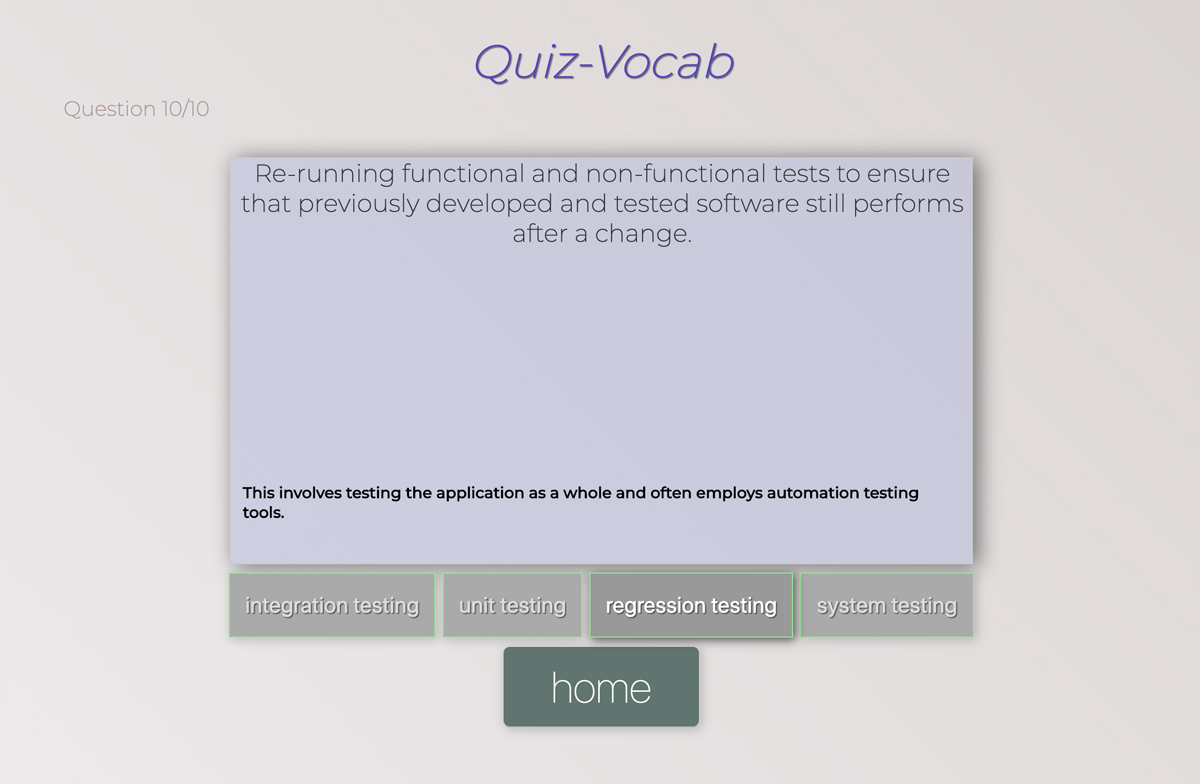 Quiz-Vocab
Question 10/10
Re-running functional and non-functional tests to ensure
that previously developed and tested software still performs
after a change.
This involves testing the application as a whole and often employs automation testing
tools.
integration testing
unit testing
regression testing
system testing
home